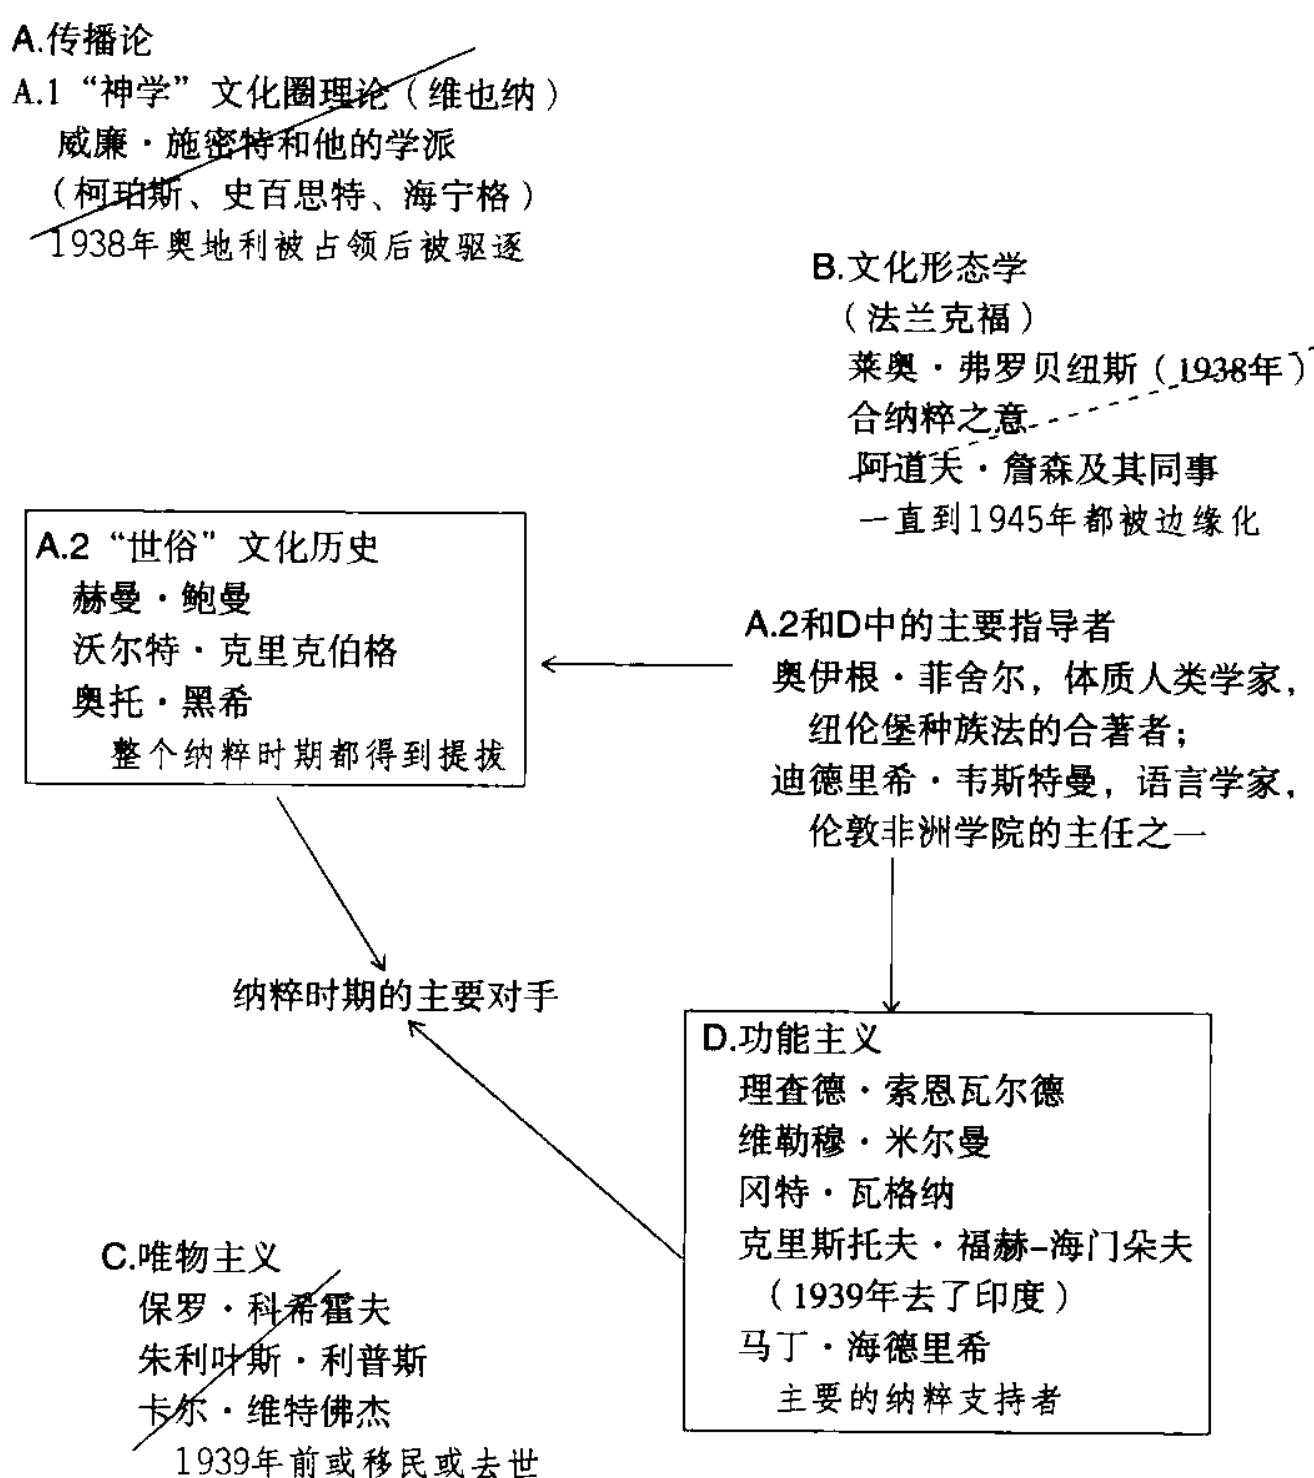 A.传播论
A.1“神学”文化圈理论（维也纳）
威廉·施密特和他的学派
（柯珀斯、史百思特、海宁格）
1938年奥地利被占领后被驱逐
B.文化形态学
（法兰克福）
莱奥·弗罗贝纽斯（1938年）
合纳粹之意
阿道夫·詹森及其同事
一直到1945年都被边缘化
A.2“世俗”文化历史
赫曼·鲍曼
沃尔特·克里克伯格
奥托·黑希
整个纳粹时期都得到提拔
A.2和D中的主要指导者
奥伊根·菲舍尔，体质人类学家，
纽伦堡种族法的合著者；
迪德里希·韦斯特曼，语言学家，
伦敦非洲学院的主任之一
纳粹时期的主要对手
D.功能主义
理查德·索恩瓦尔德
维勒穆·米尔曼
冈特·瓦格纳
克里斯托夫·福赫-海门朵夫
（1939年去了印度）
马丁·海德里希
主要的纳粹支持者
C.唯物主义
保罗·科希霍夫
朱利叶斯·利普斯
卡尔·维特佛杰
1939年前或移民或去世